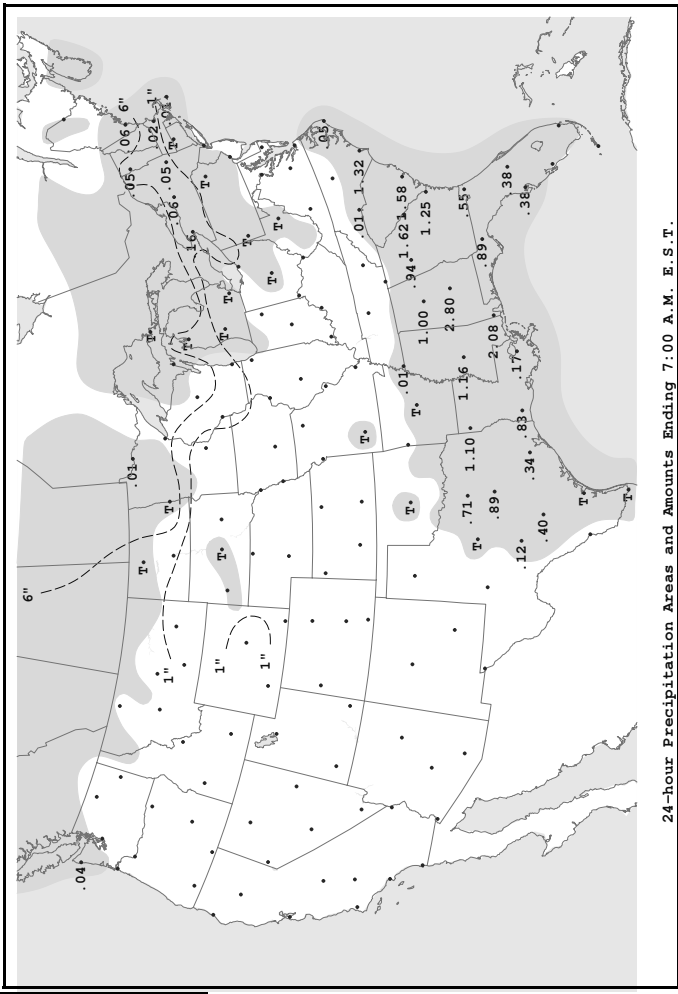 6"
.04
.05 .06 6"
.01
T T .02 1"
1" T .05 .01
T
.06
T .16
T
1" T T T
T
1" T
T
.05
.01 1.32
T
.01 1.62 1.58
T .94
T 1.00 1.25
2.80
.71 1.10 1.16 .55
T .89
.89 2.08 .38
.12 .83 .17 .38
.34
.40
T
T
24-hour Precipitation Areas and Amounts Ending 7:00 A.M. E.S.T.